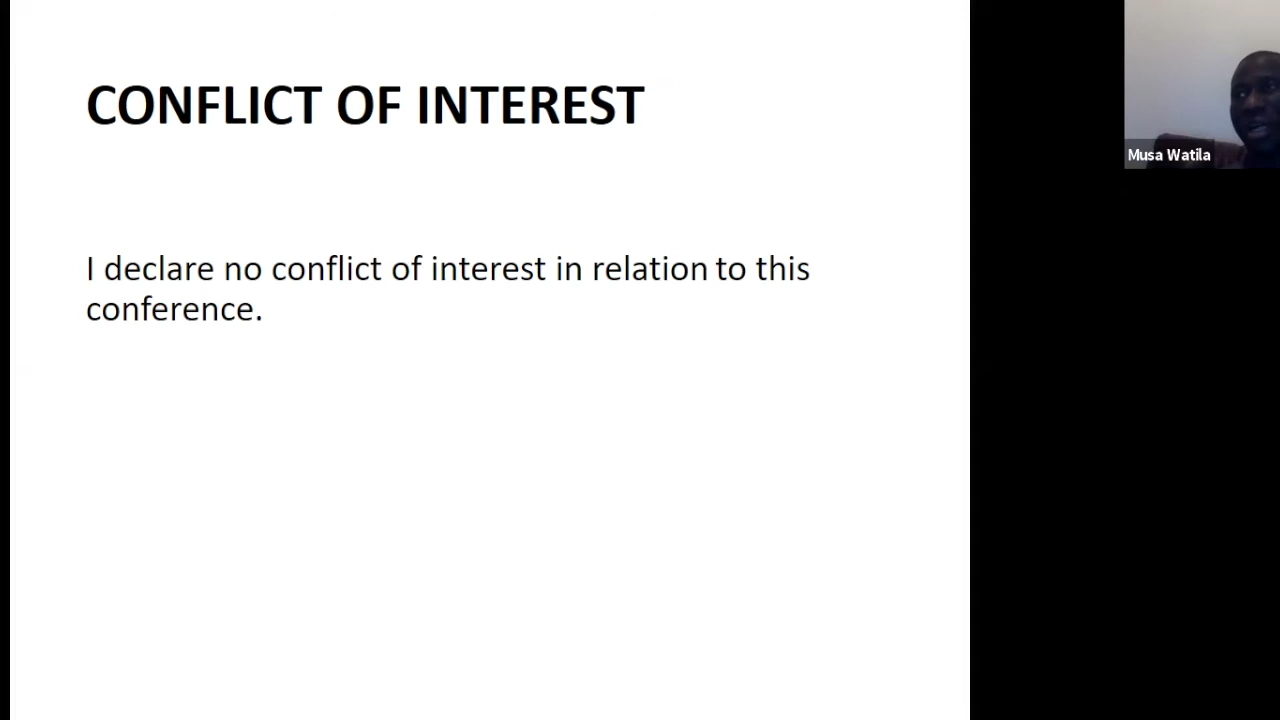 CONFLICT OF INTEREST
I declare no conflict of interest in relation to this
conference.
Musa Watila